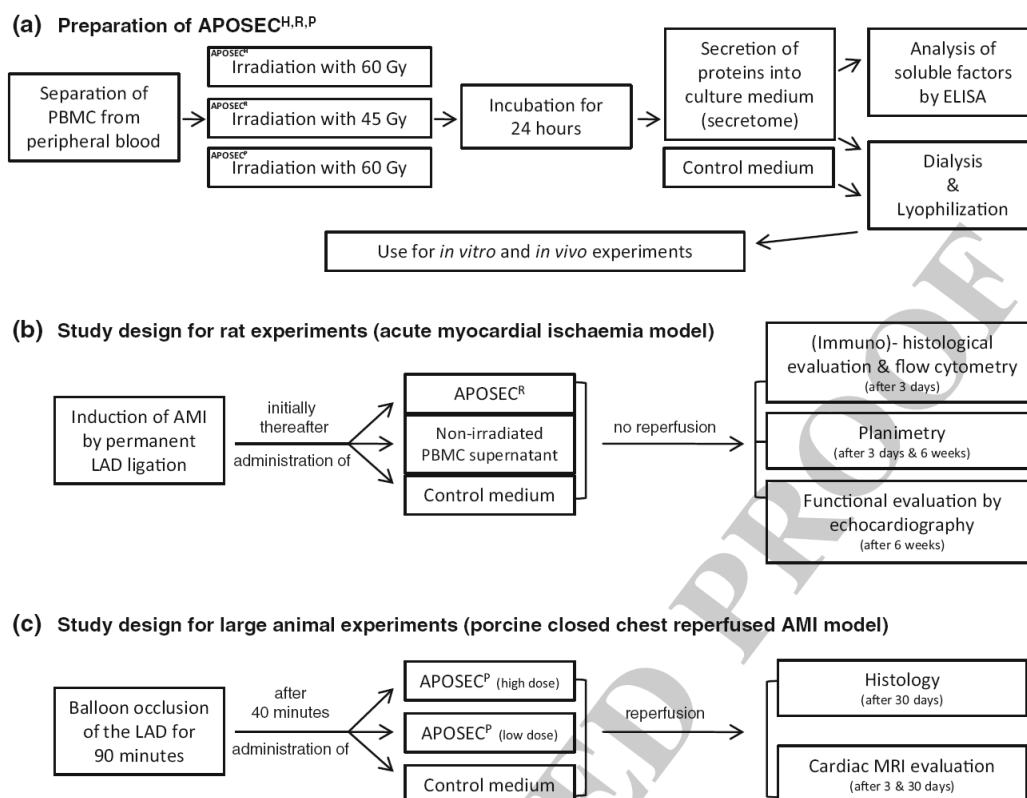 (a) Preparation of APOSEC^H,R,P
Separation of
PBMC from
peripheral blood
APOSEC^H
Irradiation with 60 Gy
APOSEC^R
Irradiation with 45 Gy
APOSEC^P
Irradiation with 60 Gy
Incubation for
24 hours
Secretion of
proteins into
culture medium
(secretome)
Control medium
Analysis of
soluble factors
by ELISA
Dialysis
&
Lyophilization
Use for in vitro and in vivo experiments
(b) Study design for rat experiments (acute myocardial ischaemia model)
Induction of AMI
by permanent
LAD ligation
initially
thereafter
administration of
APOSEC^R
Non-irradiated
PBMC supernatant
Control medium
no reperfusion
(Immuno)- histological
evaluation & flow cytometry
(after 3 days)
Planimetry
(after 3 days & 6 weeks)
Functional evaluation by
echocardiography
(after 6 weeks)
(c) Study design for large animal experiments (porcine closed chest reperfused AMI model)
Balloon occlusion
of the LAD for
90 minutes
after
40 minutes
administration of
APOSEC^P (high dose)
APOSEC^P (low dose)
Control medium
reperfusion
Histology
(after 30 days)
Cardiac MRI evaluation
(after 3 & 30 days)
ED PROOF